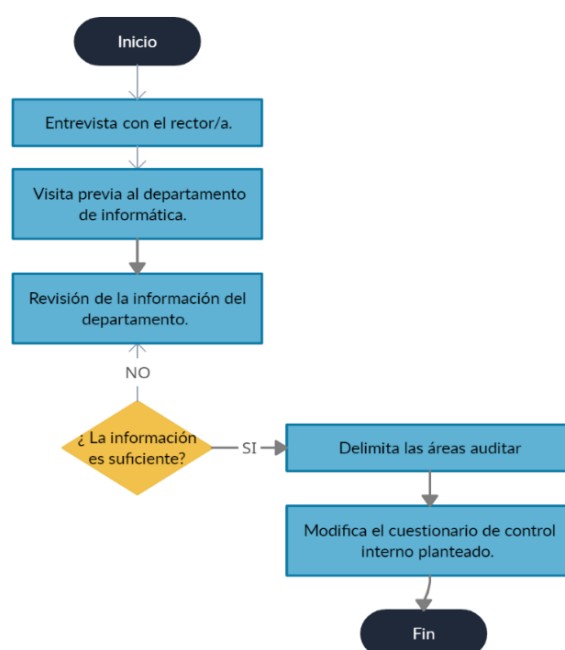 Inicio
Entrevista con el rector/a.
Visita previa al departamento
de informática.
Revisión de la información del
departamento.
NO
¿ La información
es suficiente?
SI
Delimita las áreas auditar
Modifica el cuestionario de control
interno planteado.
Fin